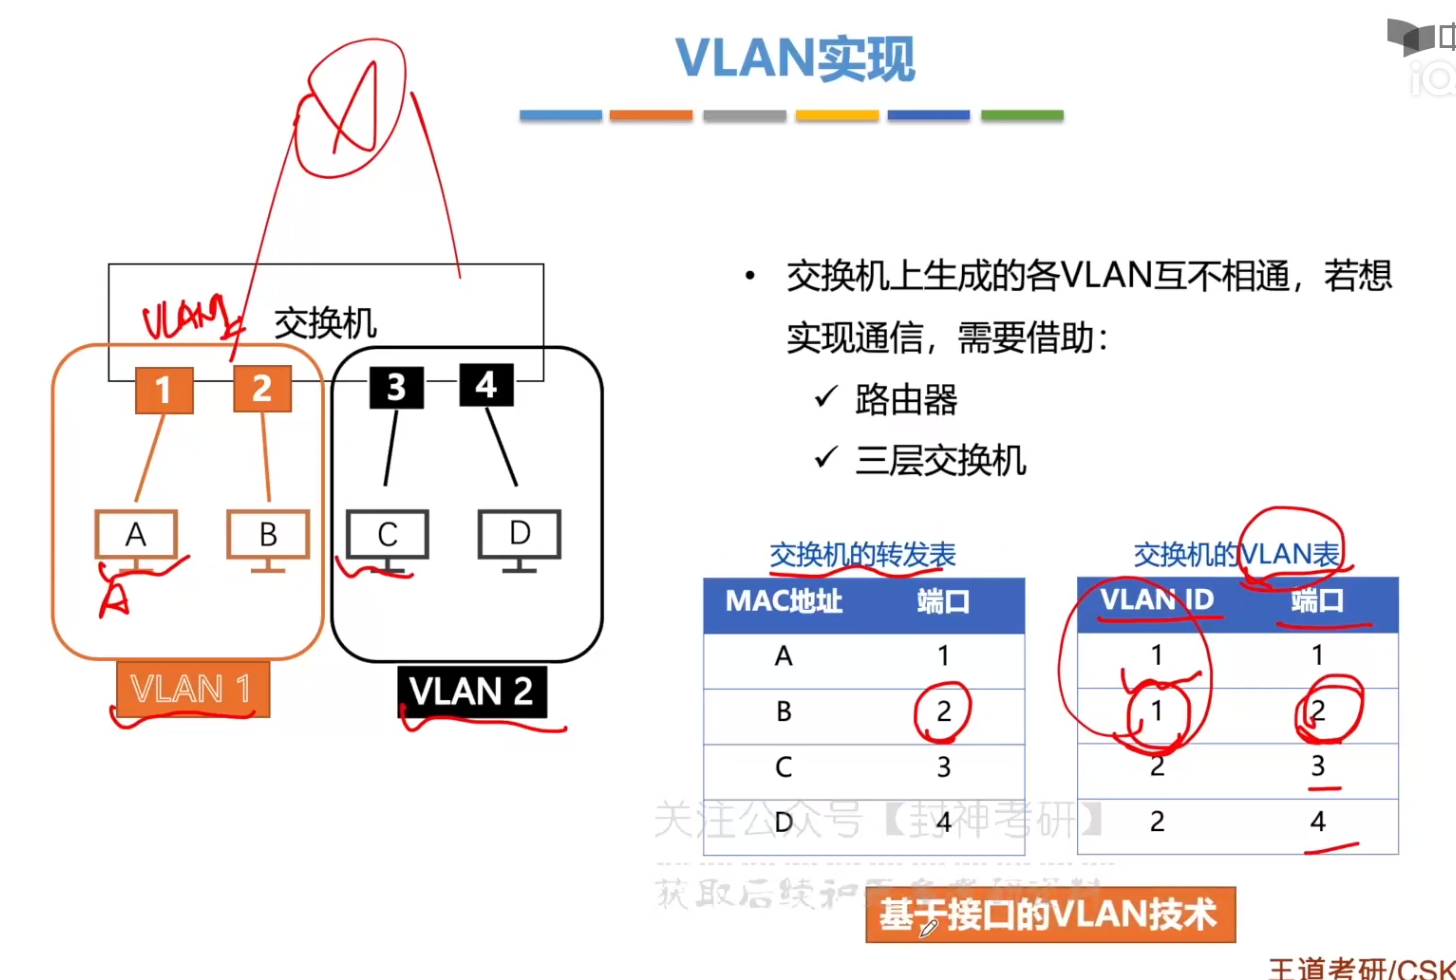 VLAN实现
交换机上生成的各VLAN互不相通，若想
实现通信，需要借助：
路由器
三层交换机
VLAN
交换机
1 2 3 4
A B C D
A
VLAN 1 VLAN 2
交换机的转发表
MAC地址 端口
A 1
B 2
C 3
D 4
交换机的VLAN表
VLAN ID 端口
1 1
1 2
2 3
2 4
关注公众号【封神考研】
获取后续和
基于接口的VLAN技术
王道考研/CSK